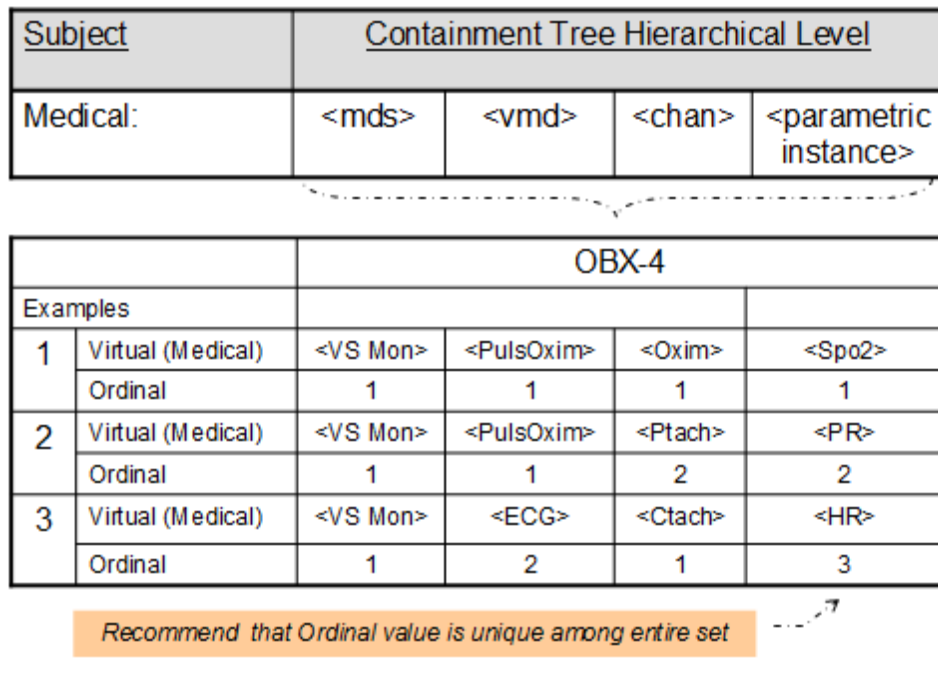 Subject Containment Tree Hierarchical Level
Medical: <mds> <vmd> <chan> <parametric
instance>
OBX-4
Examples
1 Virtual (Medical) <VS Mon> <PulsOxim> <Oxim> <Spo2>
Ordinal 1 1 1 1
2 Virtual (Medical) <VS Mon> <PulsOxim> <Ptach> <PR>
Ordinal 1 1 2 2
3 Virtual (Medical) <VS Mon> <ECG> <Ctach> <HR>
Ordinal 1 2 1 3
Recommend that Ordinal value is unique among entire set